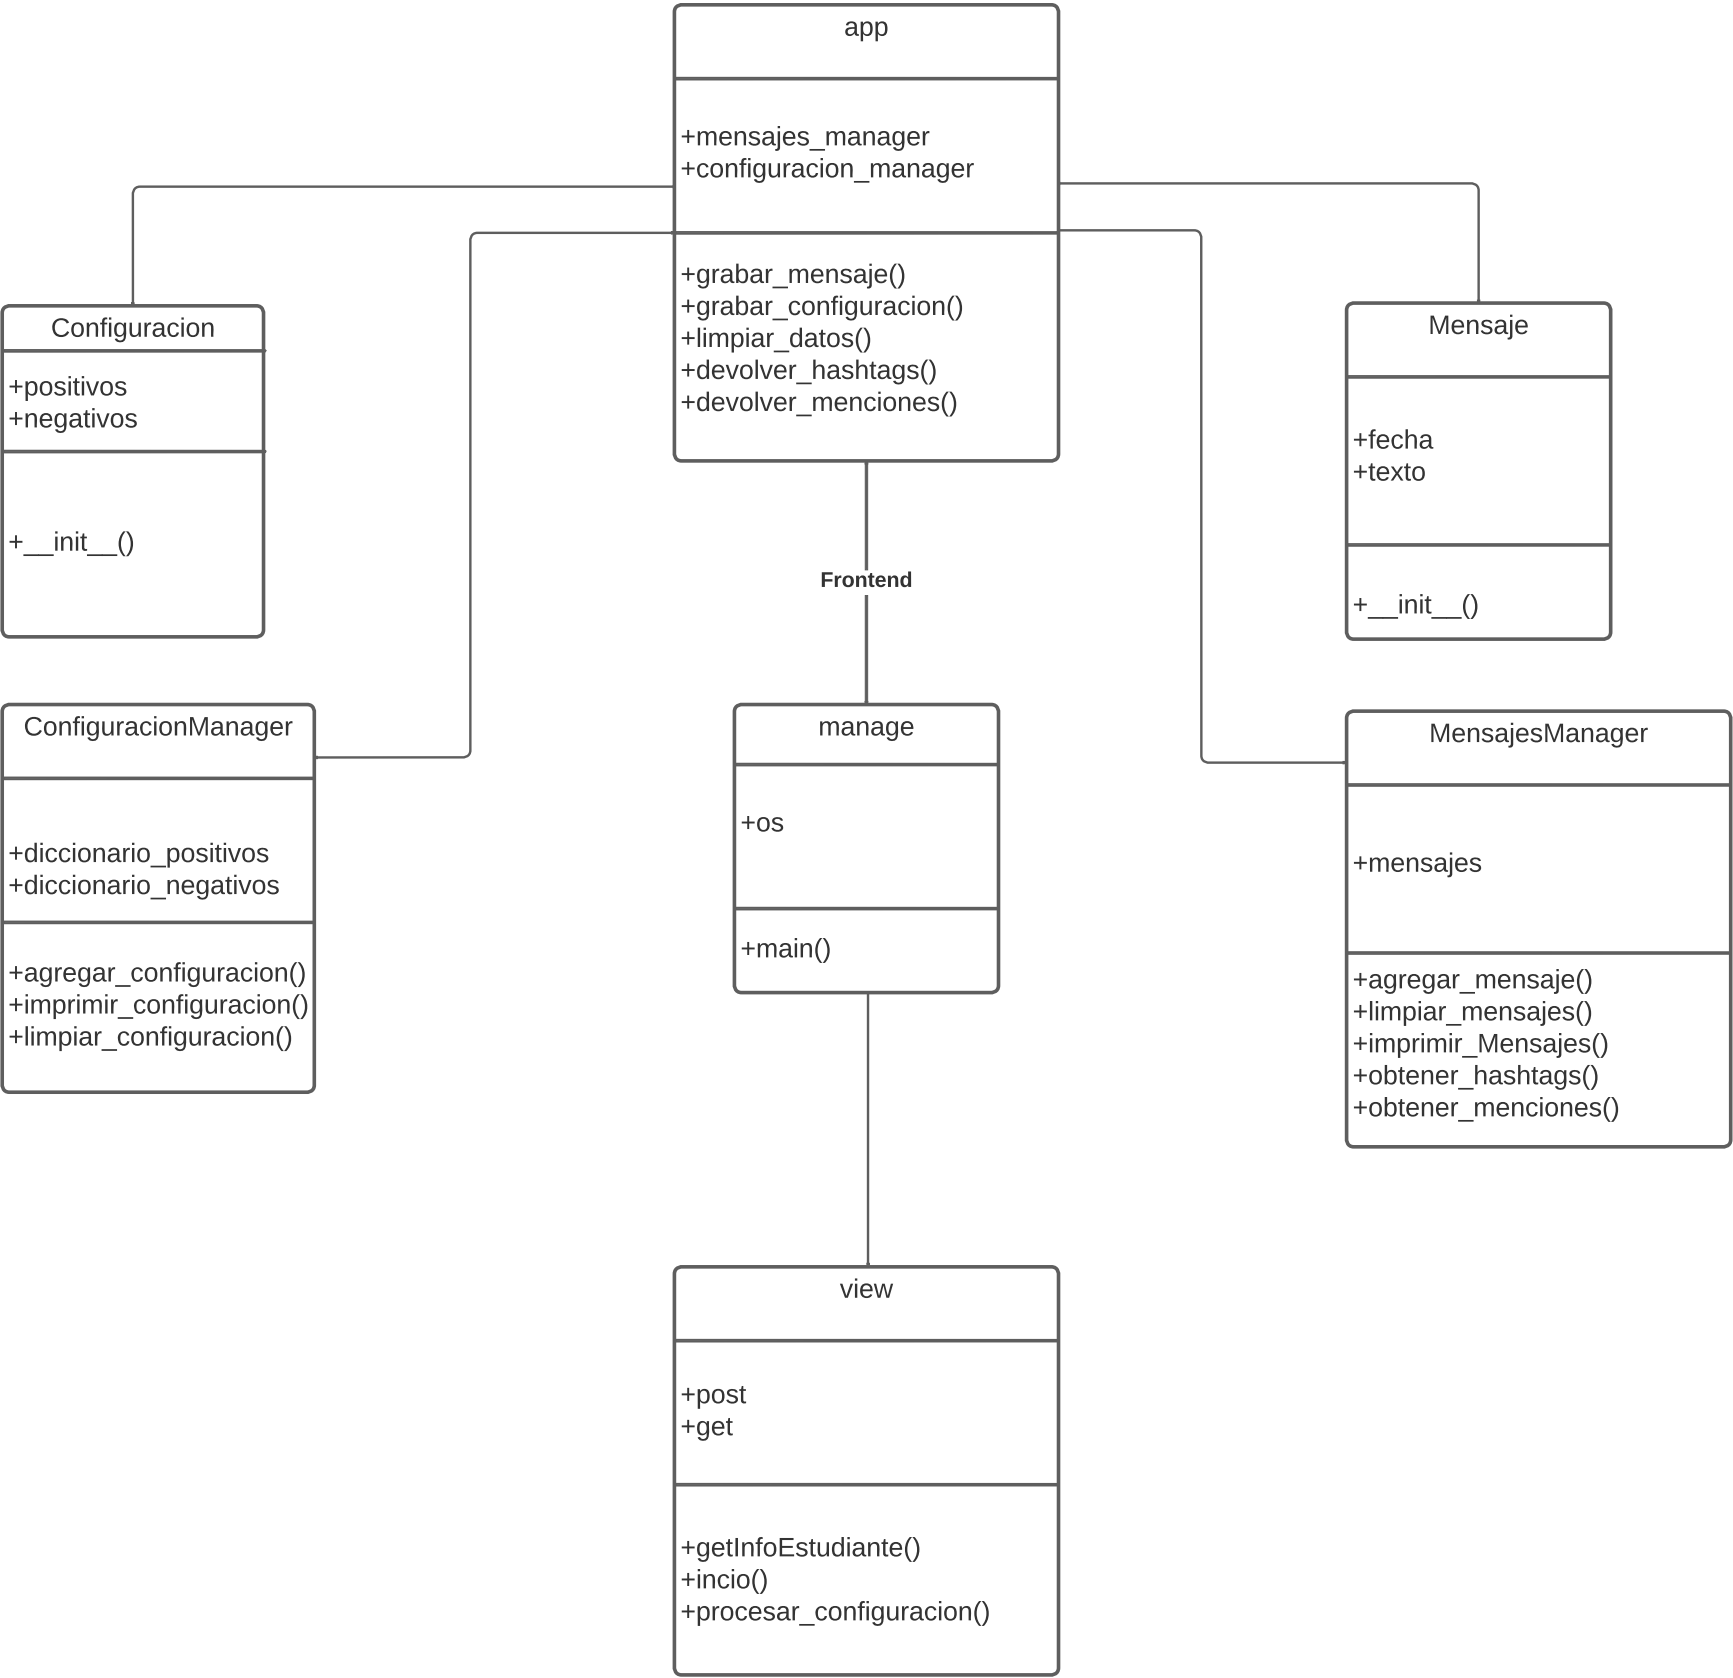 app
+mensajes_manager
+configuracion_manager
+grabar_mensaje()
+grabar_configuracion()
+limpiar_datos()
+devolver_hashtags()
+devolver_menciones()
Configuracion
+positivos
+negativos
+__init__()
Mensaje
+fecha
+texto
+__init__()
Frontend
ConfiguracionManager
+diccionario_positivos
+diccionario_negativos
+agregar_configuracion()
+imprimir_configuracion()
+limpiar_configuracion()
manage
+os
+main()
MensajesManager
+mensajes
+agregar_mensaje()
+limpiar_mensajes()
+imprimir_Mensajes()
+obtener_hashtags()
+obtener_menciones()
view
+post
+get
+getInfoEstudiante()
+incio()
+procesar_configuracion()